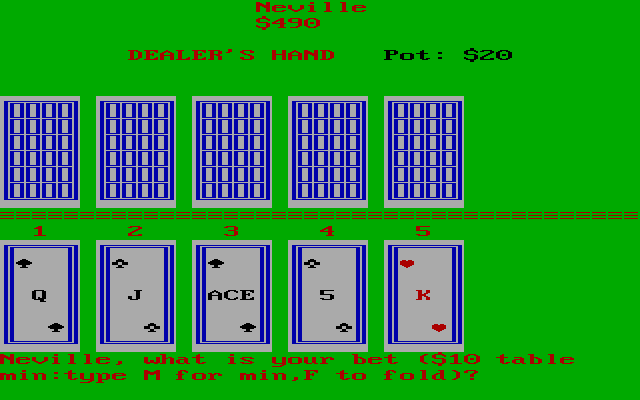 Neville
$490
DEALER'S HAND Pot: $20
==================================================================================
1 2 3 4 5
Q J ACE 5 K
Neville, what is your bet ($10 table
min:type M for min,F to fold)?